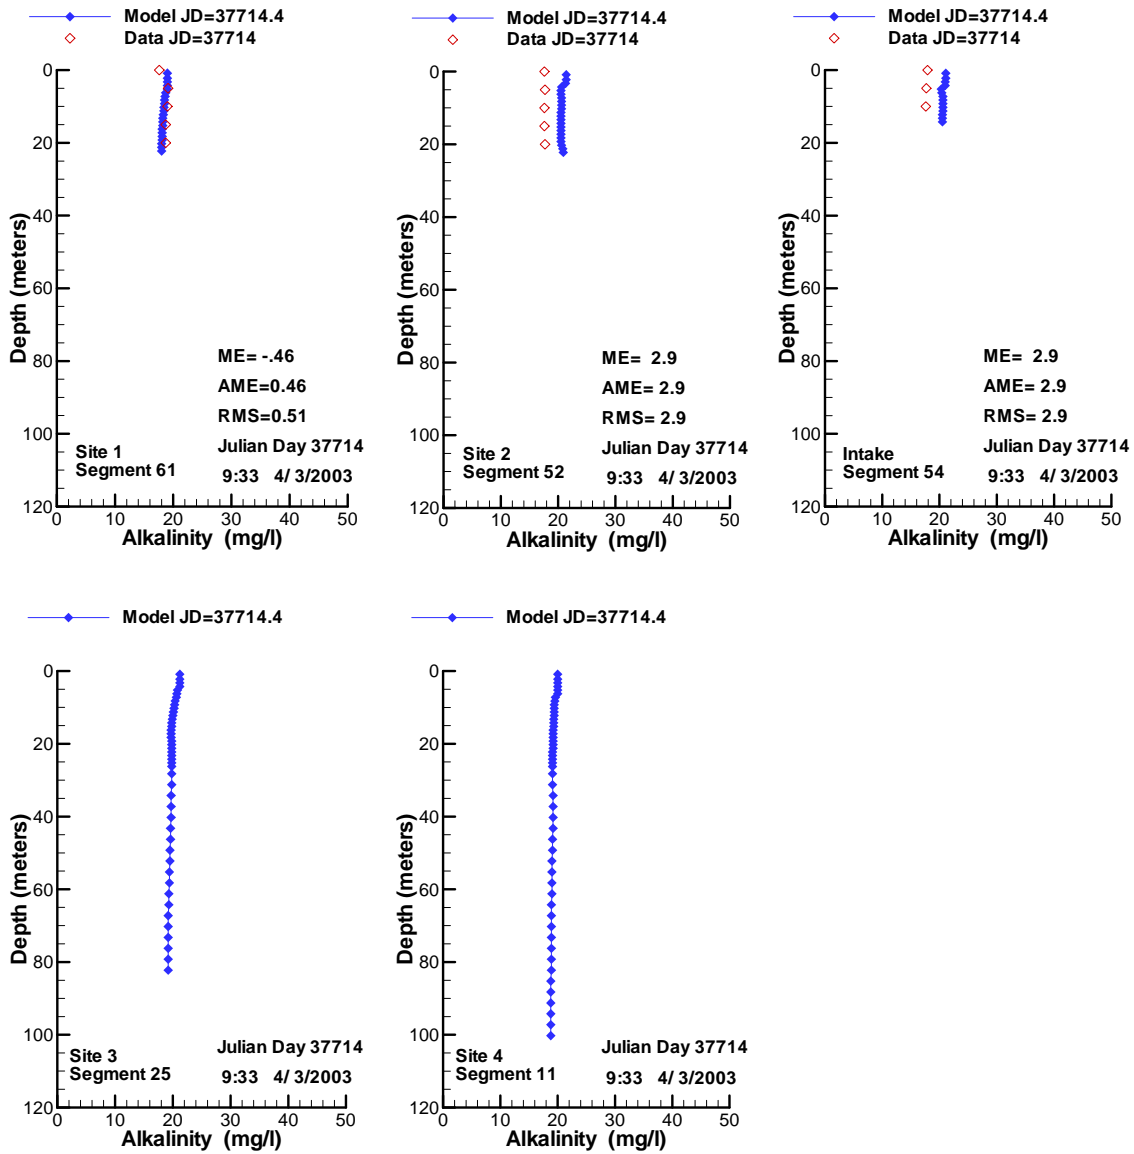 Model JD=37714.4
Data JD=37714
0
20
40
60
80
100
120
Depth (meters)
ME= -.46
AME=0.46
RMS=0.51
Site 1
Segment 61
Julian Day 37714
9:33 4/ 3/2003
0 10 20 30 40 50
Alkalinity (mg/l)
Model JD=37714.4
Data JD=37714
0
20
40
60
80
100
120
Depth (meters)
ME= 2.9
AME= 2.9
RMS= 2.9
Site 2
Segment 52
Julian Day 37714
9:33 4/ 3/2003
0 10 20 30 40 50
Alkalinity (mg/l)
Model JD=37714.4
Data JD=37714
0
20
40
60
80
100
120
Depth (meters)
ME= 2.9
AME= 2.9
RMS= 2.9
Intake
Segment 54
Julian Day 37714
9:33 4/ 3/2003
0 10 20 30 40 50
Alkalinity (mg/l)
Model JD=37714.4
0
20
40
60
80
100
120
Depth (meters)
Site 3
Segment 25
Julian Day 37714
9:33 4/ 3/2003
0 10 20 30 40 50
Alkalinity (mg/l)
Model JD=37714.4
0
20
40
60
80
100
120
Depth (meters)
Site 4
Segment 11
Julian Day 37714
9:33 4/ 3/2003
0 10 20 30 40 50
Alkalinity (mg/l)